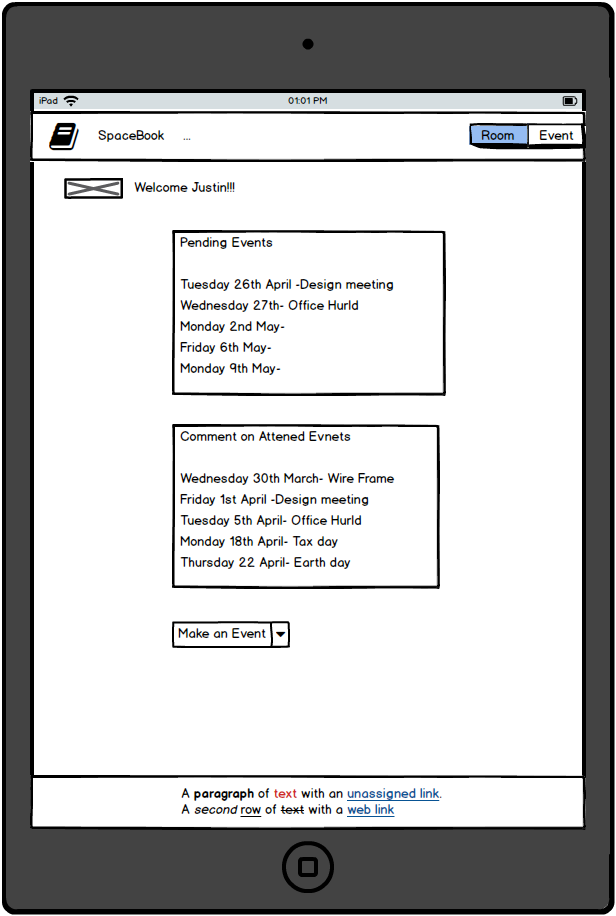 iPad 01:01 PM
SpaceBook ... Room Event
Welcome Justin!!!
Pending Events
Tuesday 26th April -Design meeting
Wednesday 27th- Office Hurld
Monday 2nd May-
Friday 6th May-
Monday 9th May-
Comment on Attened Evnets
Wednesday 30th March- Wire Frame
Friday 1st April -Design meeting
Tuesday 5th April- Office Hurld
Monday 18th April- Tax day
Thursday 22 April- Earth day
Make an Event
A paragraph of text with an unassigned link.
A second row of text with a web link